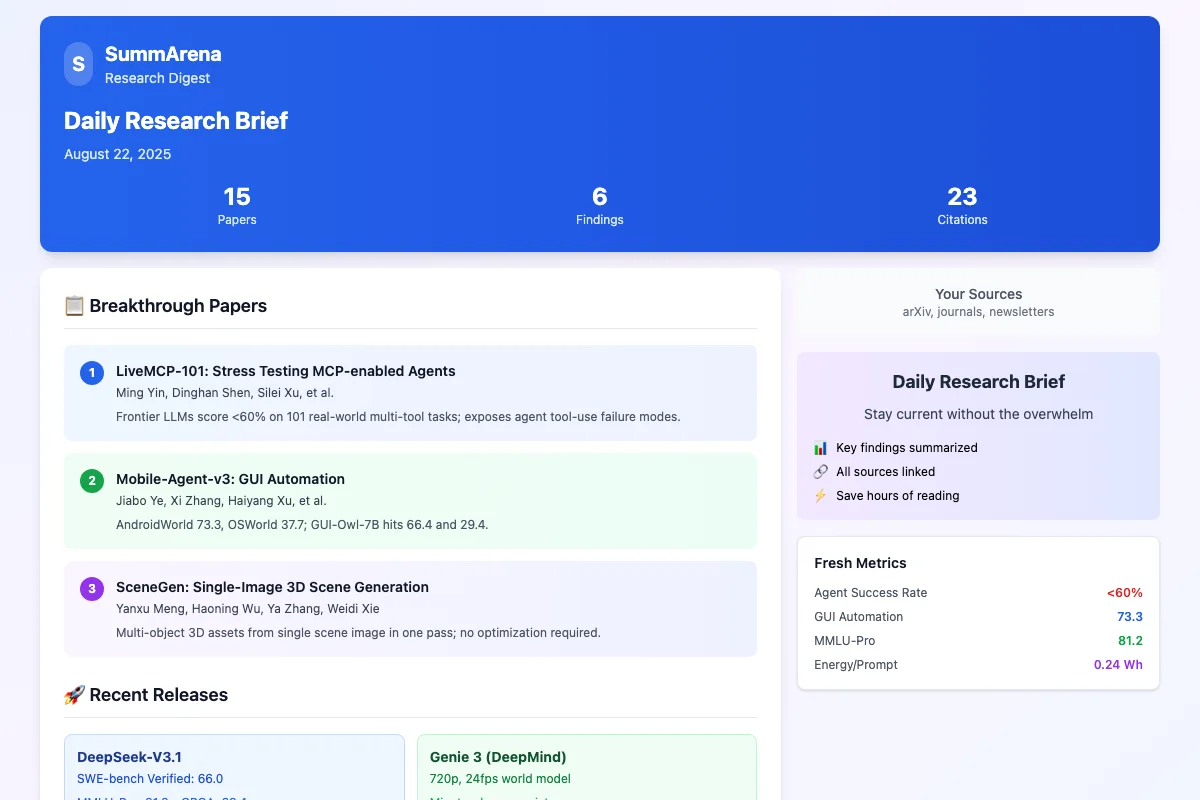 S
SummArena
Research Digest
Daily Research Brief
August 22, 2025
15
Papers
6
Findings
23
Citations
Breakthrough Papers
1
LiveMCP-101: Stress Testing MCP-enabled Agents
Ming Yin, Dinghan Shen, Silei Xu, et al.
Frontier LLMs score <60% on 101 real-world multi-tool tasks; exposes agent tool-use failure modes.
2
Mobile-Agent-v3: GUI Automation
Jiabo Ye, Xi Zhang, Haiyang Xu, et al.
AndroidWorld 73.3, OSWorld 37.7; GUI-Owl-7B hits 66.4 and 29.4.
3
SceneGen: Single-Image 3D Scene Generation
Yanxu Meng, Haoning Wu, Ya Zhang, Weidi Xie
Multi-object 3D assets from single scene image in one pass; no optimization required.
Recent Releases
DeepSeek-V3.1
SWE-bench Verified: 66.0
Genie 3 (DeepMind)
720p, 24fps world model
Your Sources
arXiv, journals, newsletters
Daily Research Brief
Stay current without the overwhelm
Key findings summarized
All sources linked
Save hours of reading
Fresh Metrics
Agent Success Rate <60%
GUI Automation 73.3
MMLU-Pro 81.2
Energy/Prompt 0.24 Wh